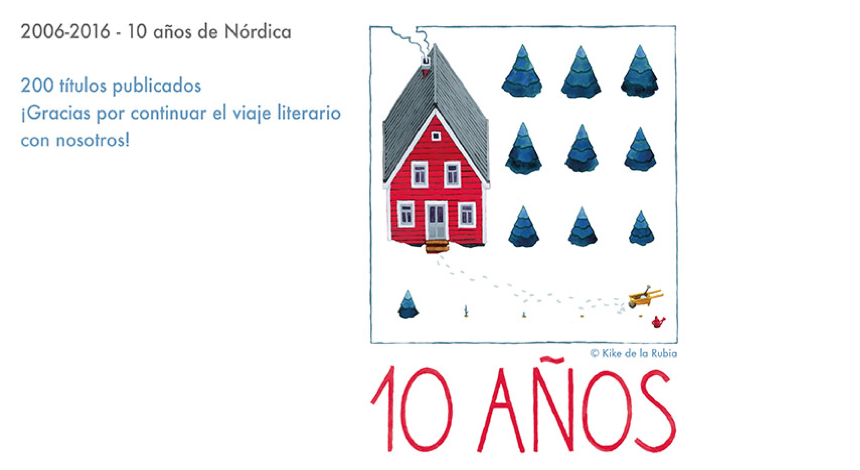 2006-2016 - 10 años de Nórdica
200 títulos publicados
¡Gracias por continuar el viaje literario
con nosotros!
© Kike de la Rubia
10 AÑOS